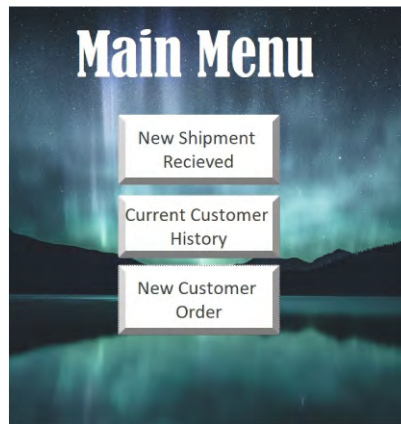 Main Menu
New Shipment
Recieved
Current Customer
History
New Customer
Order